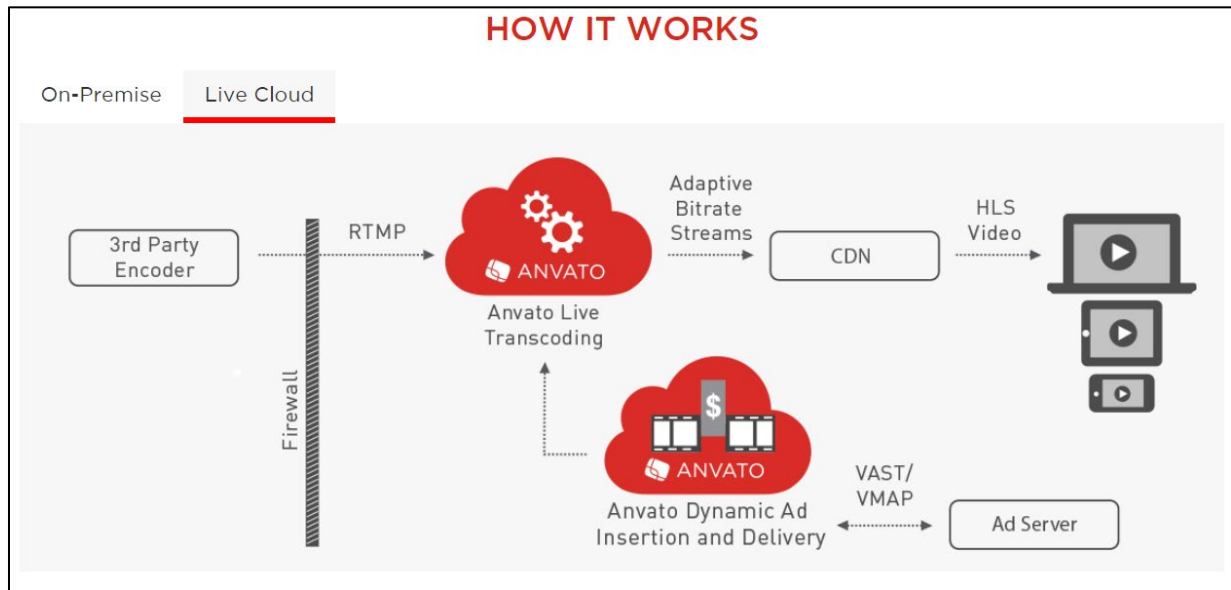 HOW IT WORKS
On-Premise
Live Cloud
3rd Party
Encoder
Firewall
RTMP
ANVATO
Anvato Live
Transcoding
Adaptive
Bitrate
Streams
CDN
HLS
Video
$
ANVATO
Anvato Dynamic Ad
Insertion and Delivery
VAST/
VMAP
Ad Server